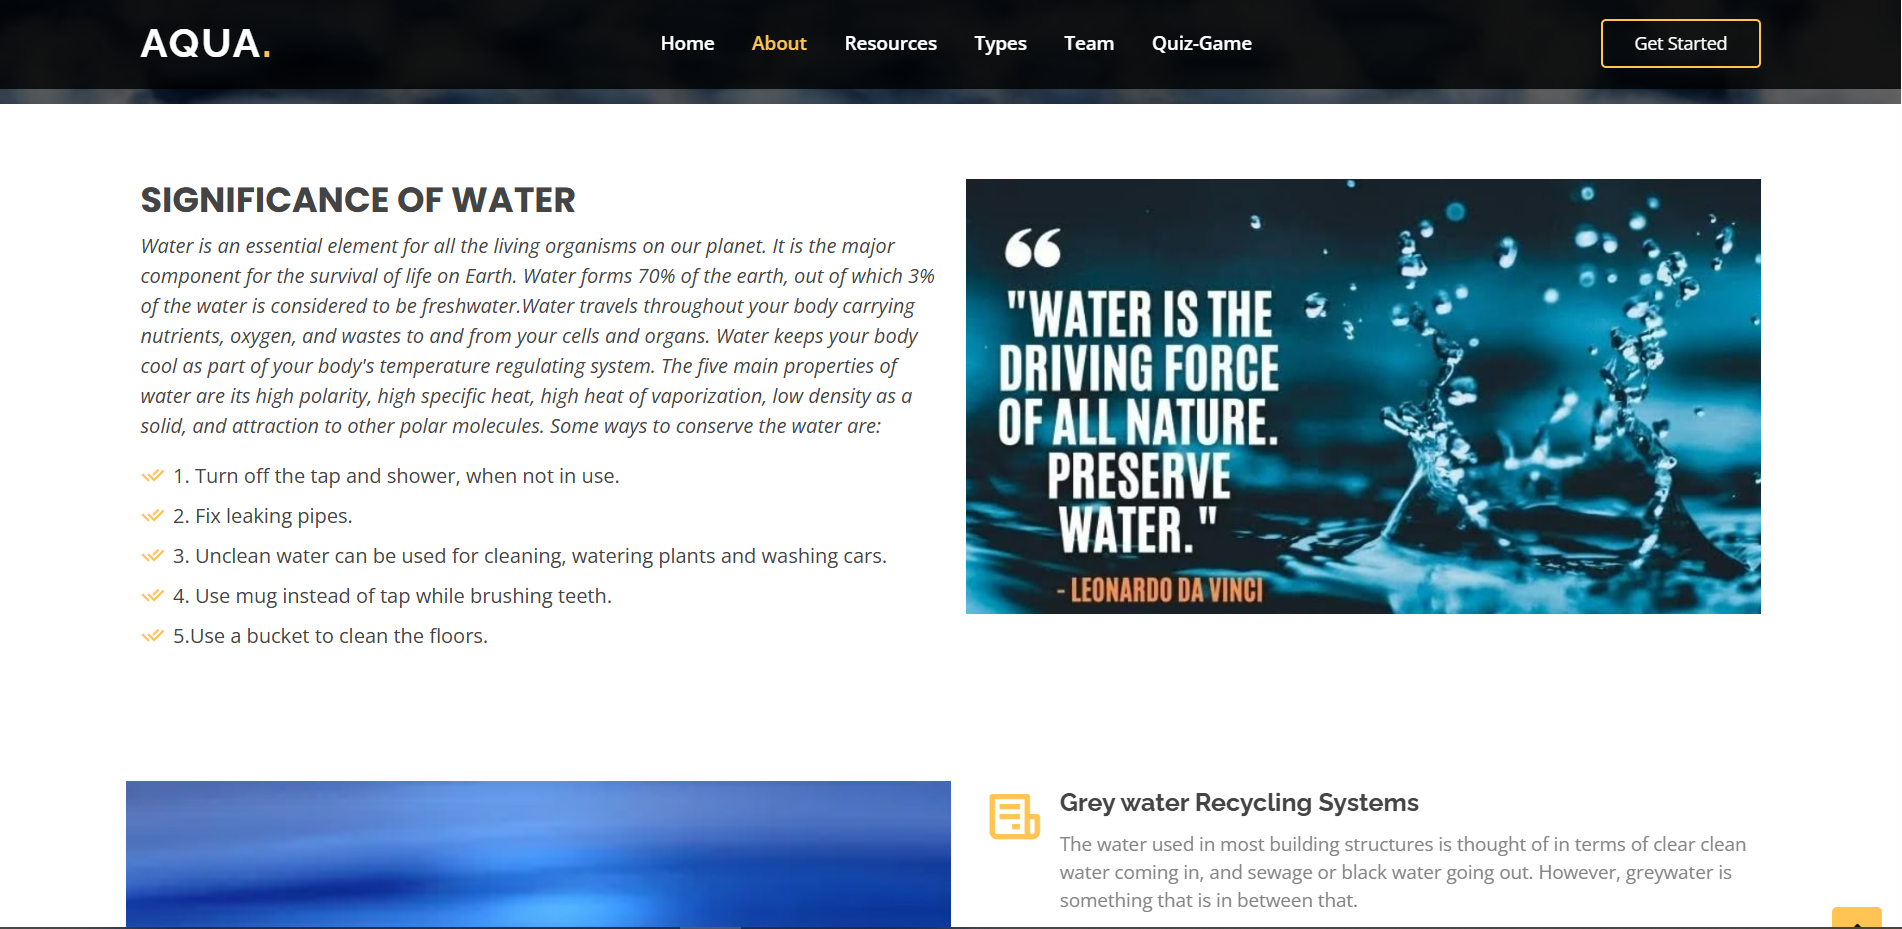 AQUA.
Home About Resources Types Team Quiz-Game
Get Started
SIGNIFICANCE OF WATER
Water is an essential element for all the living organisms on our planet. It is the major
component for the survival of life on Earth. Water forms 70% of the earth, out of which 3%
of the water is considered to be freshwater.Water travels throughout your body carrying
nutrients, oxygen, and wastes to and from your cells and organs. Water keeps your body
cool as part of your body's temperature regulating system. The five main properties of
water are its high polarity, high specific heat, high heat of vaporization, low density as a
solid, and attraction to other polar molecules. Some ways to conserve the water are:
1. Turn off the tap and shower, when not in use.
2. Fix leaking pipes.
3. Unclean water can be used for cleaning, watering plants and washing cars.
4. Use mug instead of tap while brushing teeth.
5.Use a bucket to clean the floors.
“
"WATER IS THE
DRIVING FORCE
OF ALL NATURE.
PRESERVE
WATER. "
- LEONARDO DA VINCI
Grey water Recycling Systems
The water used in most building structures is thought of in terms of clear clean
water coming in, and sewage or black water going out. However, greywater is
something that is in between that.